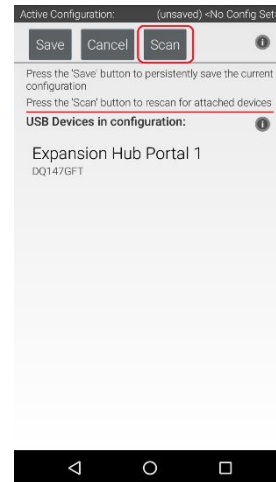 Active Configuration: (unsaved) <No Config Set>
Save Cancel Scan
Press the 'Save' button to persistently save the current
configuration
Press the 'Scan' button to rescan for attached devices
USB Devices in configuration:
Expansion Hub Portal 1
DQ147GFT